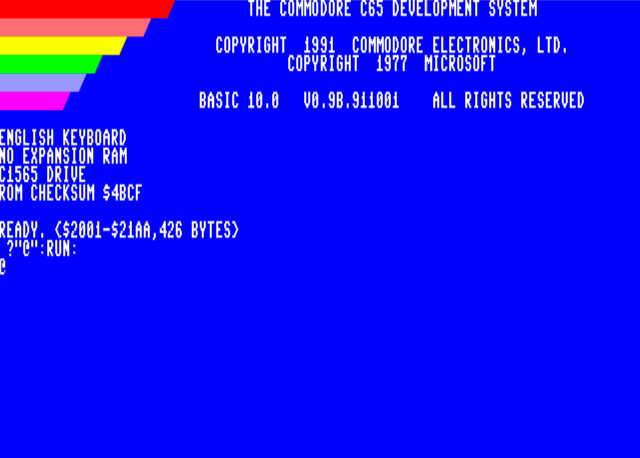 THE COMMODORE C65 DEVELOPMENT SYSTEM
COPYRIGHT 1991 COMMODORE ELECTRONICS, LTD.
COPYRIGHT 1977 MICROSOFT
BASIC 10.0 V0.9B.911001 ALL RIGHTS RESERVED
ENGLISH KEYBOARD
NO EXPANSION RAM
C1565 DRIVE
ROM CHECKSUM $4BCF
READY. ($2001-$21AA,426 BYTES)
?"@":RUN:
@